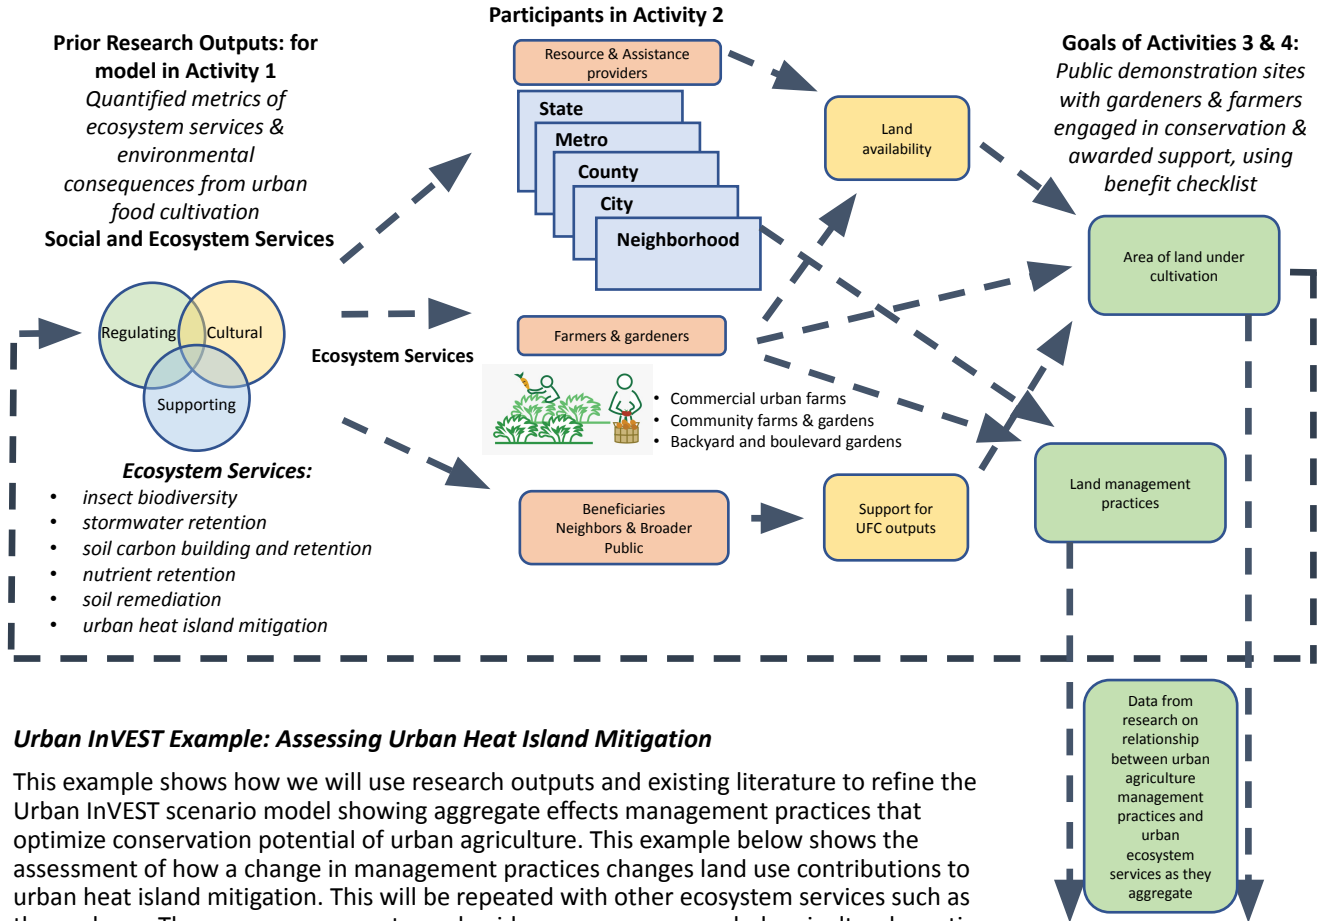 Participants in Activity 2
Prior Research Outputs: for
model in Activity 1
Quantified metrics of
ecosystem services &
environmental
consequences from urban
food cultivation
Social and Ecosystem Services
Regulating
Cultural
Supporting
Ecosystem Services:
• insect biodiversity
• stormwater retention
• soil carbon building and retention
• nutrient retention
• soil remediation
• urban heat island mitigation
Ecosystem Services
Resource & Assistance
providers
State
Metro
County
City
Neighborhood
Farmers & gardeners
• Commercial urban farms
• Community farms & gardens
• Backyard and boulevard gardens
Beneficiaries
Neighbors & Broader
Public
Land
availability
Support for
UFC outputs
Goals of Activities 3 & 4:
Public demonstration sites
with gardeners & farmers
engaged in conservation &
awarded support, using
benefit checklist
Area of land under
cultivation
Land management
practices
Data from
research on
relationship
between urban
agriculture
management
practices and
urban
ecosystem
services as they
aggregate
Urban InVEST Example: Assessing Urban Heat Island Mitigation
This example shows how we will use research outputs and existing literature to refine the
Urban InVEST scenario model showing aggregate effects management practices that
optimize conservation potential of urban agriculture. This example below shows the
assessment of how a change in management practices changes land use contributions to
urban heat island mitigation. This will be repeated with other ecosystem services such as